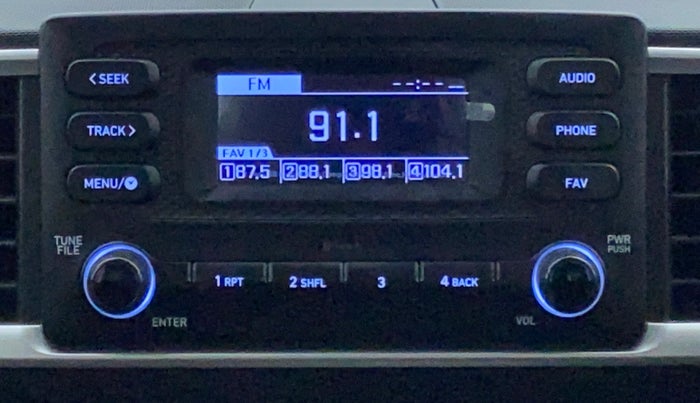 FM --:--
< SEEK
AUDIO
91.1
TRACK >
PHONE
FAV 1/3
1 87.5 2 88.1 3 98.1 4 104.1
MENU/
FAV
TUNE
FILE
PWR
PUSH
1 RPT 2 SHFL 3 4 BACK
ENTER
VOL